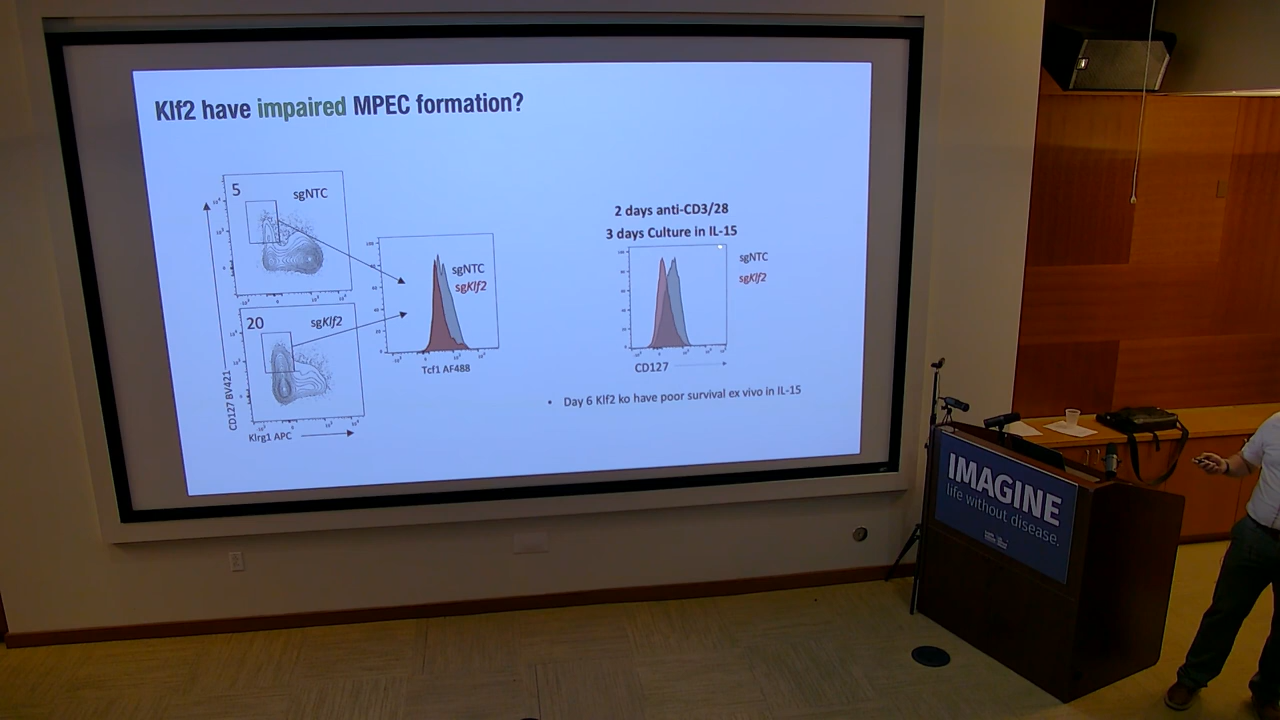 Klf2 have impaired MPEC formation?
5
sgNTC
20
sgKlf2
CD127 BV421
Klrg1 APC
sgNTC
sgKlf2
Tcf1 AF488
2 days anti-CD3/28
3 days Culture in IL-15
sgNTC
sgKlf2
CD127
• Day 6 Klf2 ko have poor survival ex vivo in IL-15
IMAGINE
life without disease.